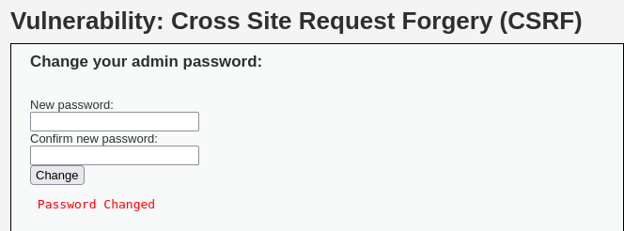 Vulnerability: Cross Site Request Forgery (CSRF)
Change your admin password:
New password:
Confirm new password:
Change
Password Changed